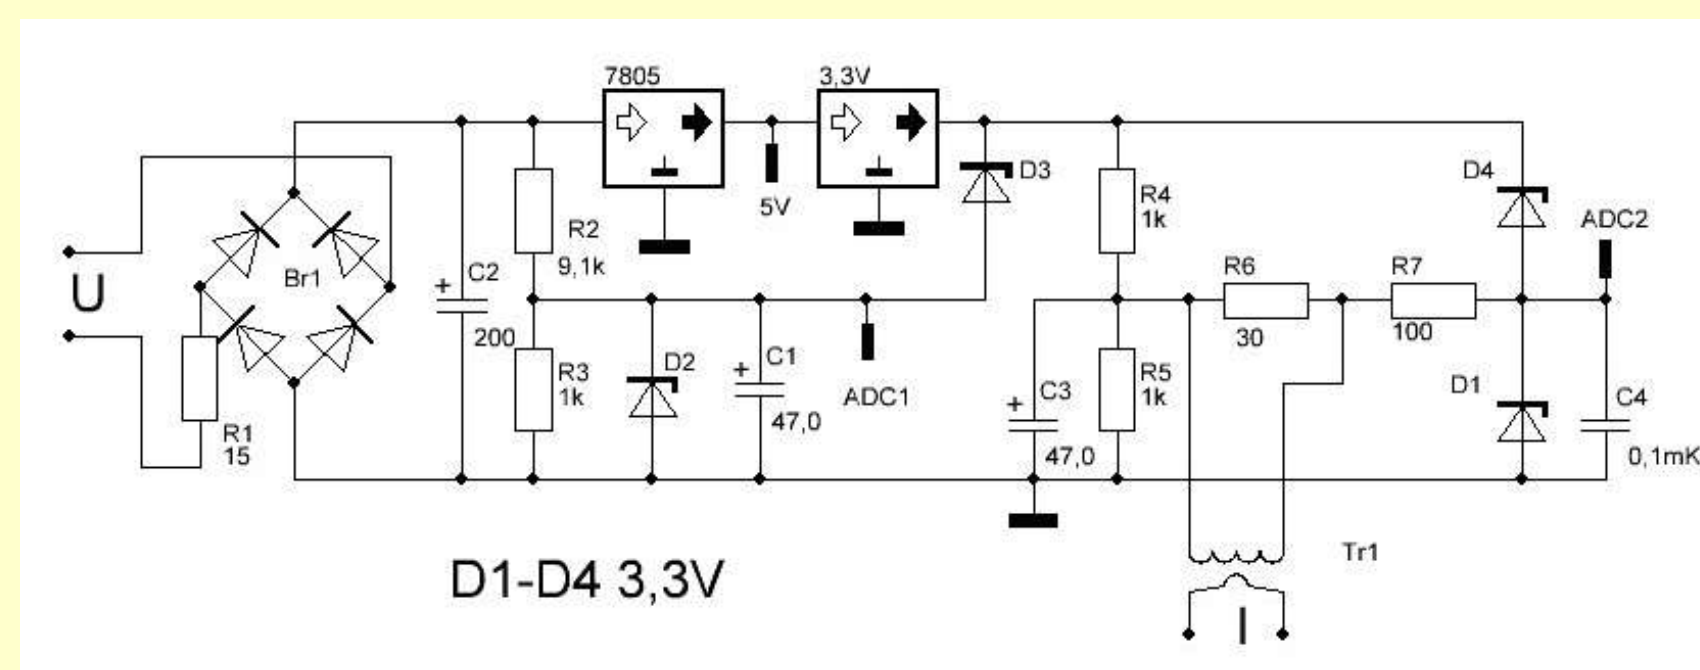 7805
3,3V
D3
D4
5V
R4
1k
ADC2
U
Br1
R2
9,1k
C2
+
200
R6
30
R7
100
R3
1k
D2
C1
+
47,0
ADC1
C3
+
47,0
R5
1k
D1
C4
0,1mK
R1
15
D1-D4 3,3V
Tr1
I